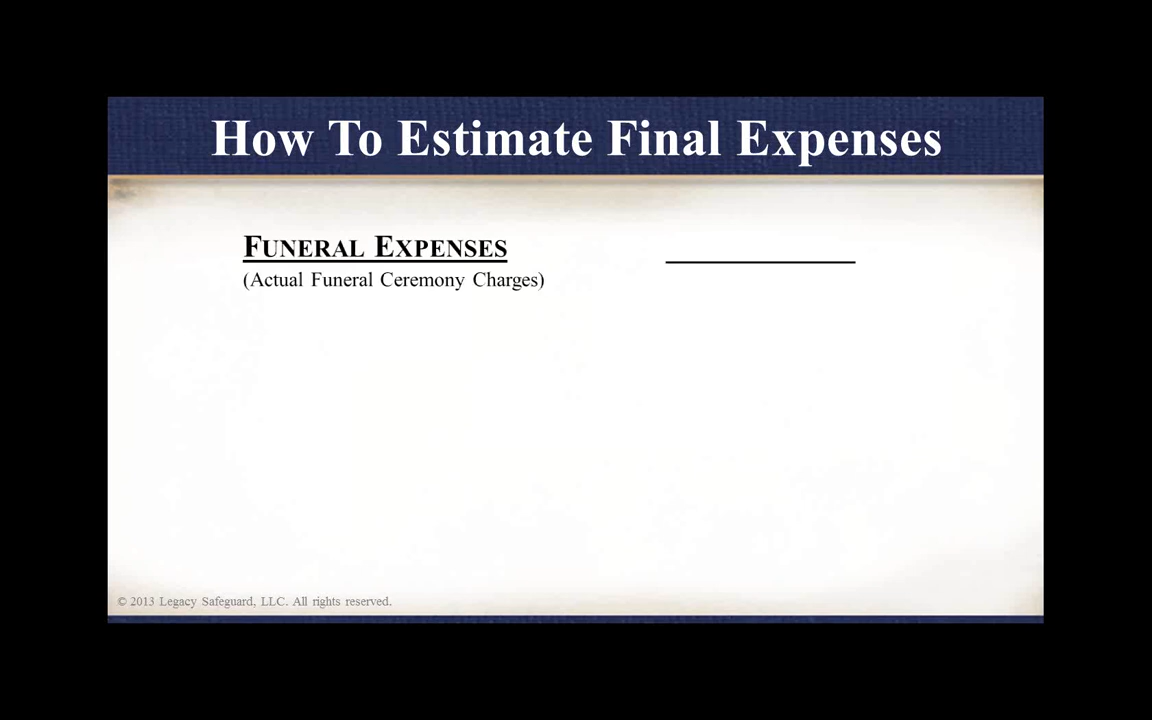 How To Estimate Final Expenses
FUNERAL EXPENSES
(Actual Funeral Ceremony Charges)
© 2013 Legacy Safeguard, LLC. All rights reserved.